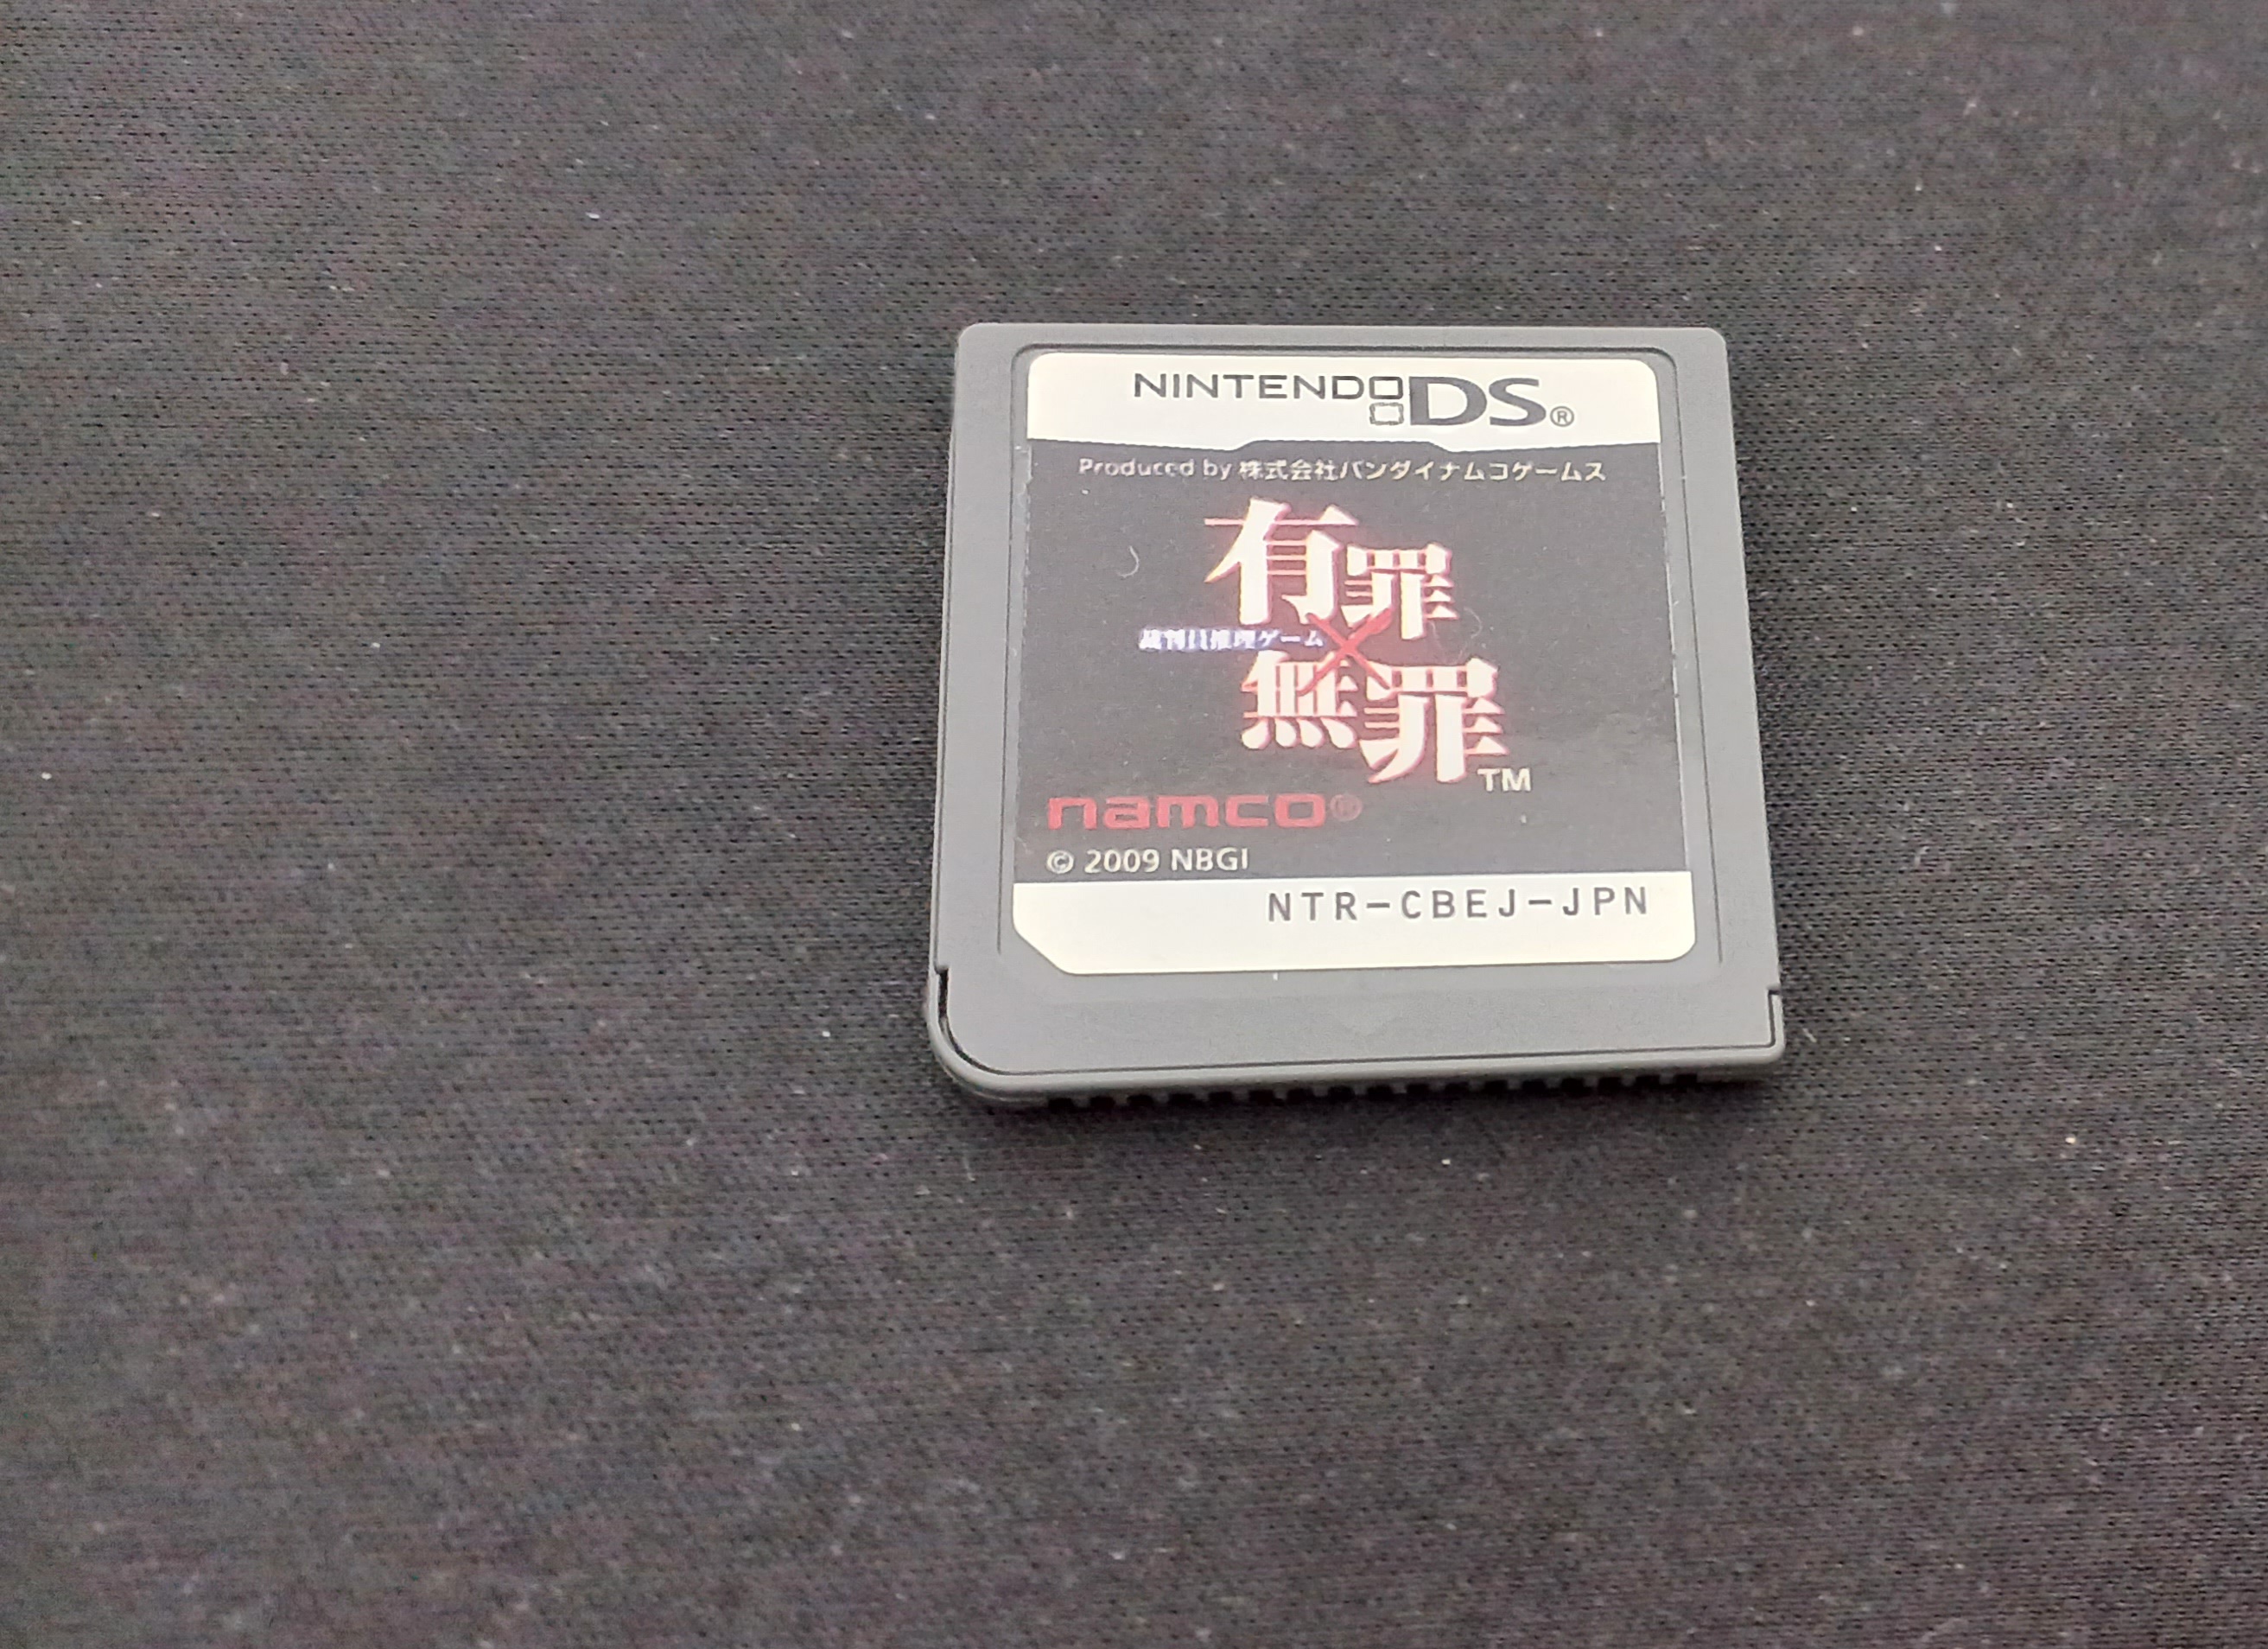 NINTENDO DS®
Produced by 株式会社バンダイナムコゲームス
有罪
裁判員推理ゲーム
×
無罪
TM
namco®
© 2009 NBGI
NTR-CBEJ-JPN